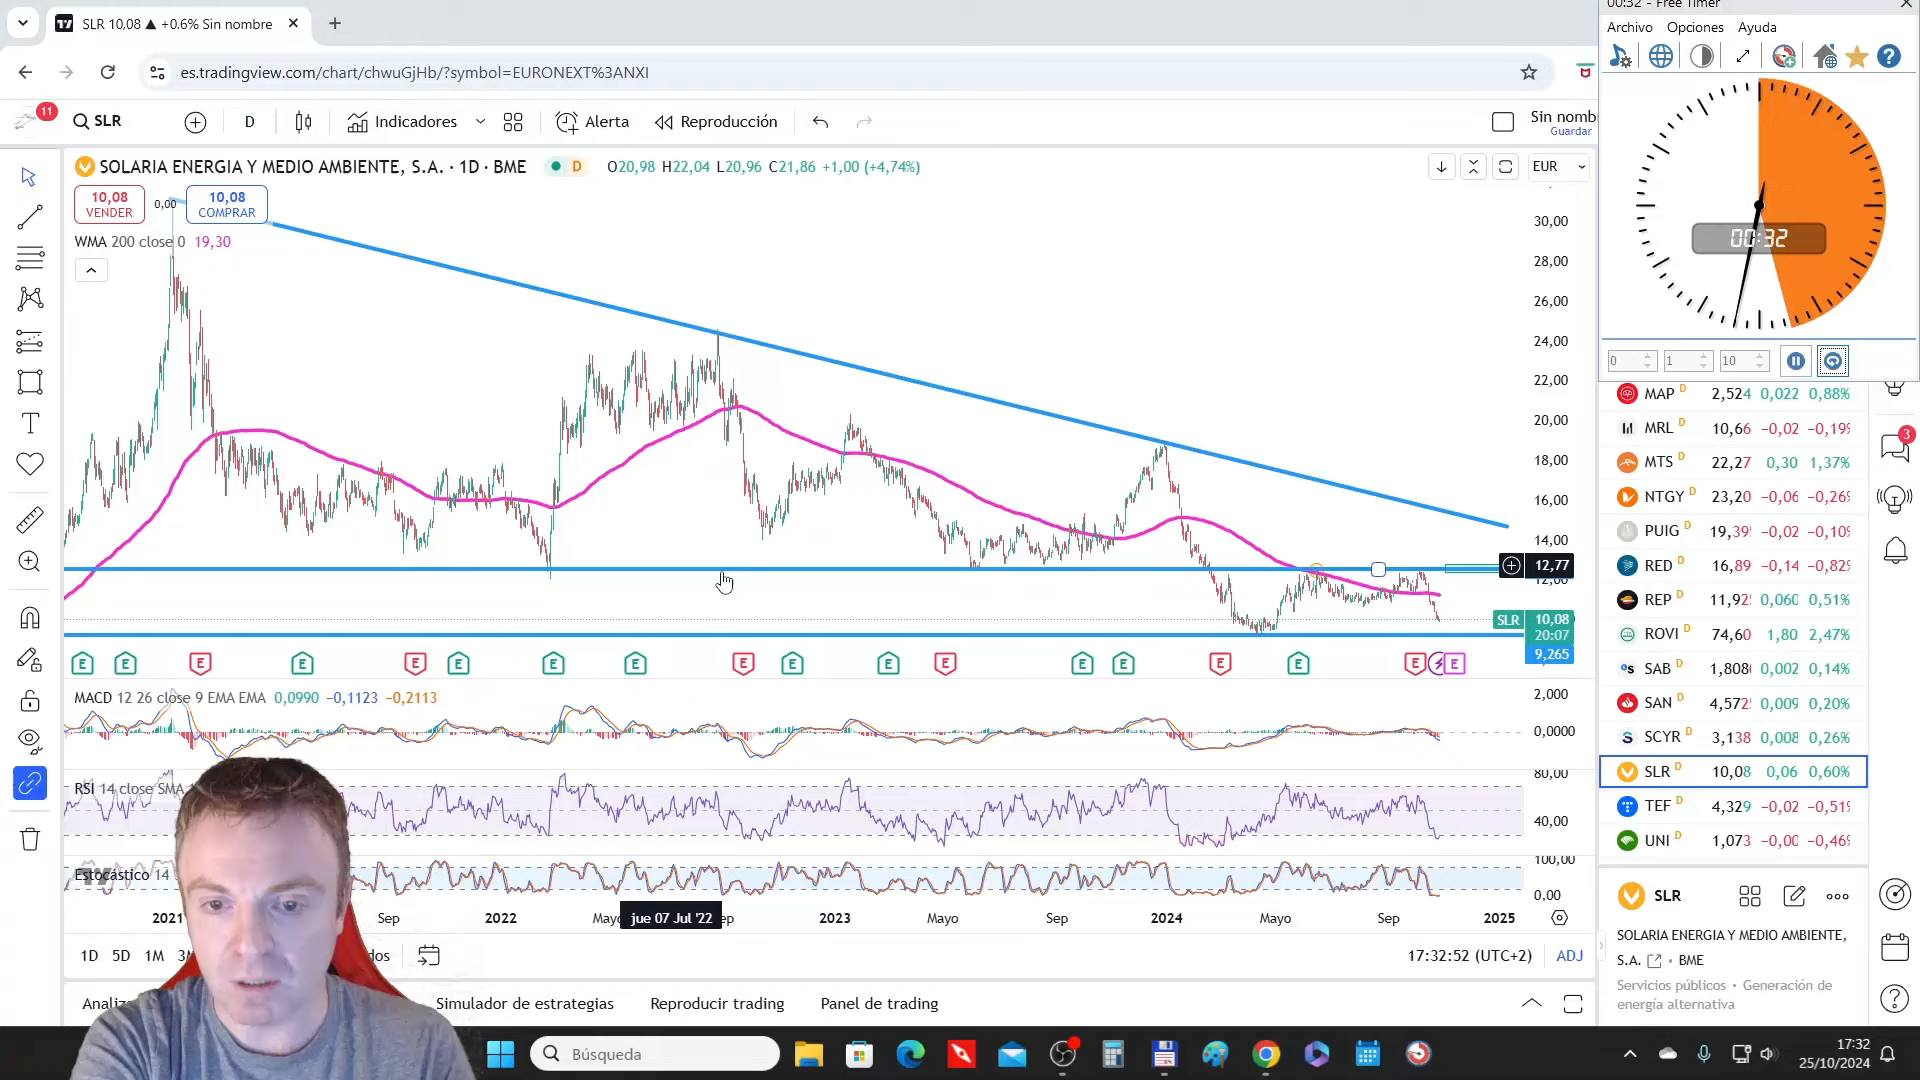 SLR 10,08 ▲ +0.6% Sin nombre
00:32 - Free Timer
Archivo Opciones Ayuda
es.tradingview.com/chart/chwuGjHb/?symbol=EURONEXT%3ANXI
11
SLR
D
Indicadores
Alerta
Reproducción
Sin nomb
Guardar
SOLARIA ENERGIA Y MEDIO AMBIENTE, S.A. · 1D · BME
D
O20,98 H22,04 L20,96 C21,86 +1,00 (+4,74%)
EUR
10,08
VENDER
0,00
10,08
COMPRAR
WMA 200 close 0 19,30
30,00
28,00
26,00
24,00
22,00
20,00
18,00
16,00
14,00
12,77
12,00
SLR 10,08
20:07
9,265
00:32
0 1 10
MAP D 2,524 0,022 0,88%
MRL D 10,66 −0,02 −0,19%
MTS D 22,27 0,30 1,37%
NTGY D 23,20 −0,06 −0,26%
PUIG D 19,39 −0,02 −0,10%
RED D 16,89 −0,14 −0,82%
REP D 11,92 0,060 0,51%
ROVI D 74,60 1,80 2,47%
SAB D 1,808 0,002 0,14%
SAN D 4,572 0,009 0,20%
SCYR D 3,138 0,008 0,26%
SLR D 10,08 0,06 0,60%
TEF D 4,329 −0,02 −0,51%
UNI D 1,073 −0,00 −0,46%
3
E E E E E E E E E E E E E E E E E E
MACD 12 26 close 9 EMA EMA 0,0990 −0,1123 −0,2113
2,000
0,0000
RSI 14 close SMA
80,00
40,00
Estocástico 14
100,00
0,00
2021 Sep 2022 Mayo jue 07 Jul '22 ep 2023 Mayo Sep 2024 Mayo Sep 2025
1D 5D 1M 3M dos
17:32:52 (UTC+2) ADJ
SLR
SOLARIA ENERGIA Y MEDIO AMBIENTE,
S.A. • BME
Servicios públicos • Generación de
energía alternativa
Simulador de estrategias
Reproducir trading
Panel de trading
Búsqueda
17:32
25/10/2024